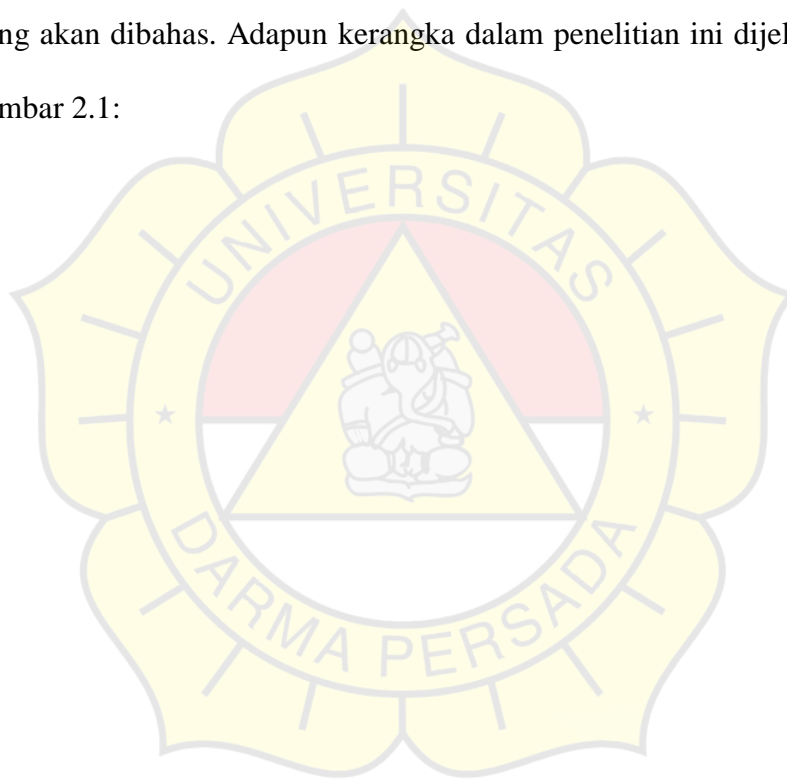 ng akan dibahas. Adapun kerangka dalam penelitian ini dijel
mbar 2.1:
UNIVERSITAS
DARMA PERSADA